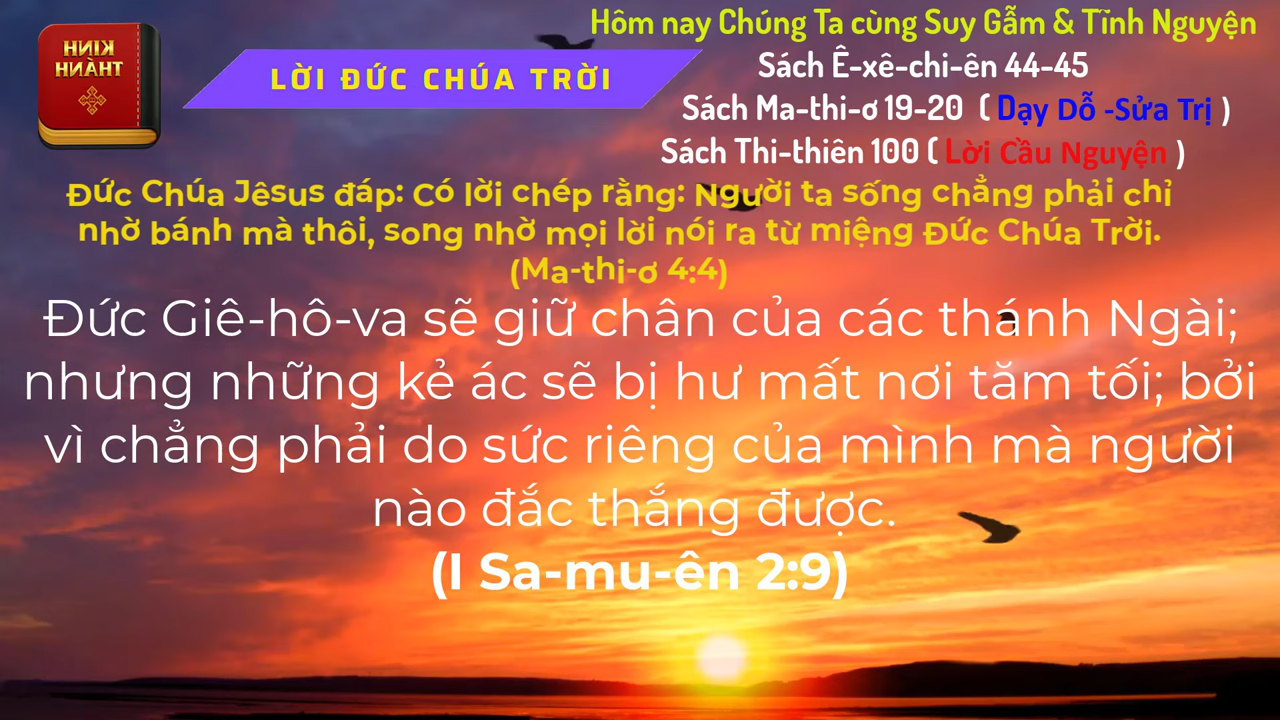 KINH
THÁNH
LỜI ĐỨC CHÚA TRỜI
Hôm nay Chúng Ta cùng Suy Gẫm & Tĩnh Nguyện
Sách Ê-xê-chi-ên 44-45
Sách Ma-thi-ơ 19-20 ( Dạy Dỗ -Sửa Trị )
Sách Thi-thiên 100 ( Lời Cầu Nguyện )
Đức Chúa Jêsus đáp: Có lời chép rằng: Người ta sống chẳng phải chỉ
nhờ bánh mà thôi, song nhờ mọi lời nói ra từ miệng Đức Chúa Trời.
(Ma-thi-ơ 4:4)
Đức Giê-hô-va sẽ giữ chân của các thánh Ngài;
nhưng những kẻ ác sẽ bị hư mất nơi tăm tối; bởi
vì chẳng phải do sức riêng của mình mà người
nào đắc thắng được.
(I Sa-mu-ên 2:9)